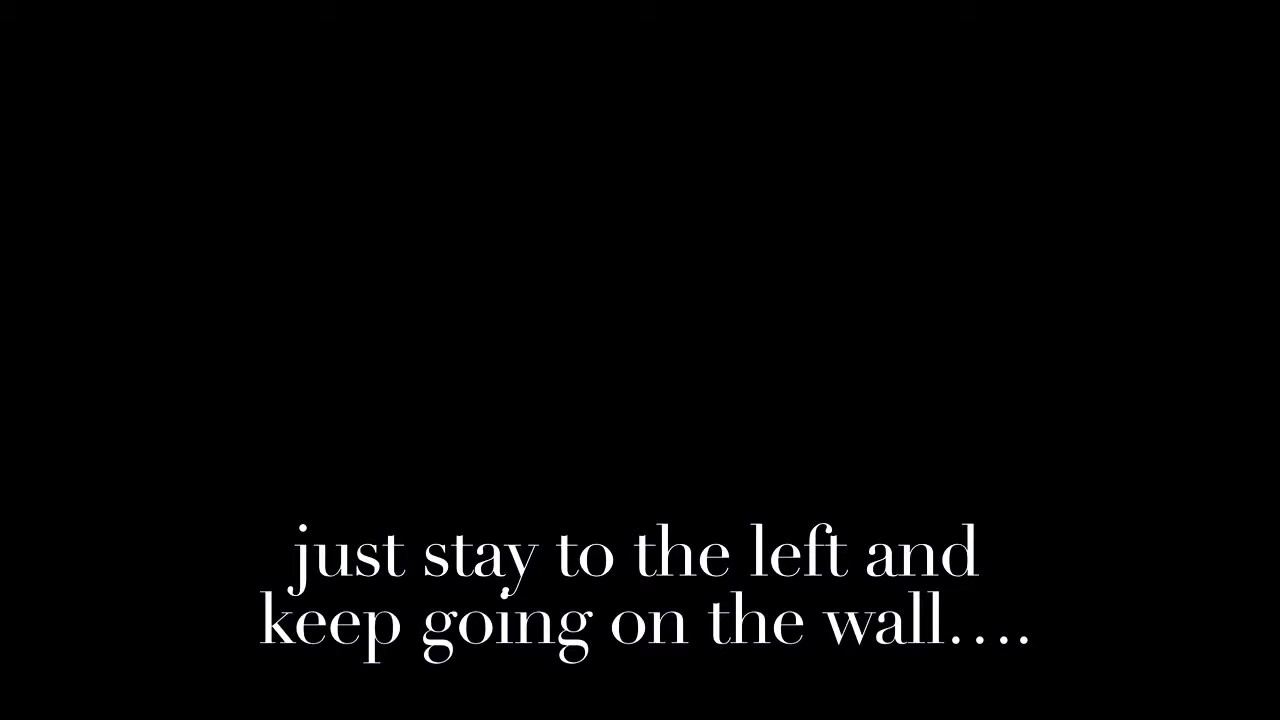 just stay to the left and
keep going on the wall....